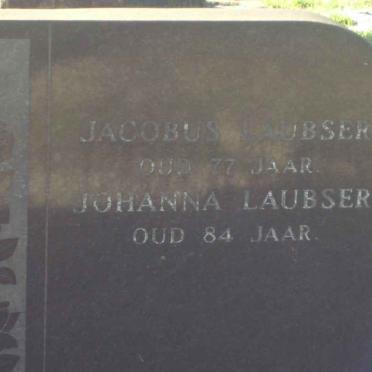 JACOBUS LAUBSER
OUD 77 JAAR.
JOHANNA LAUBSER
OUD 84 JAAR.